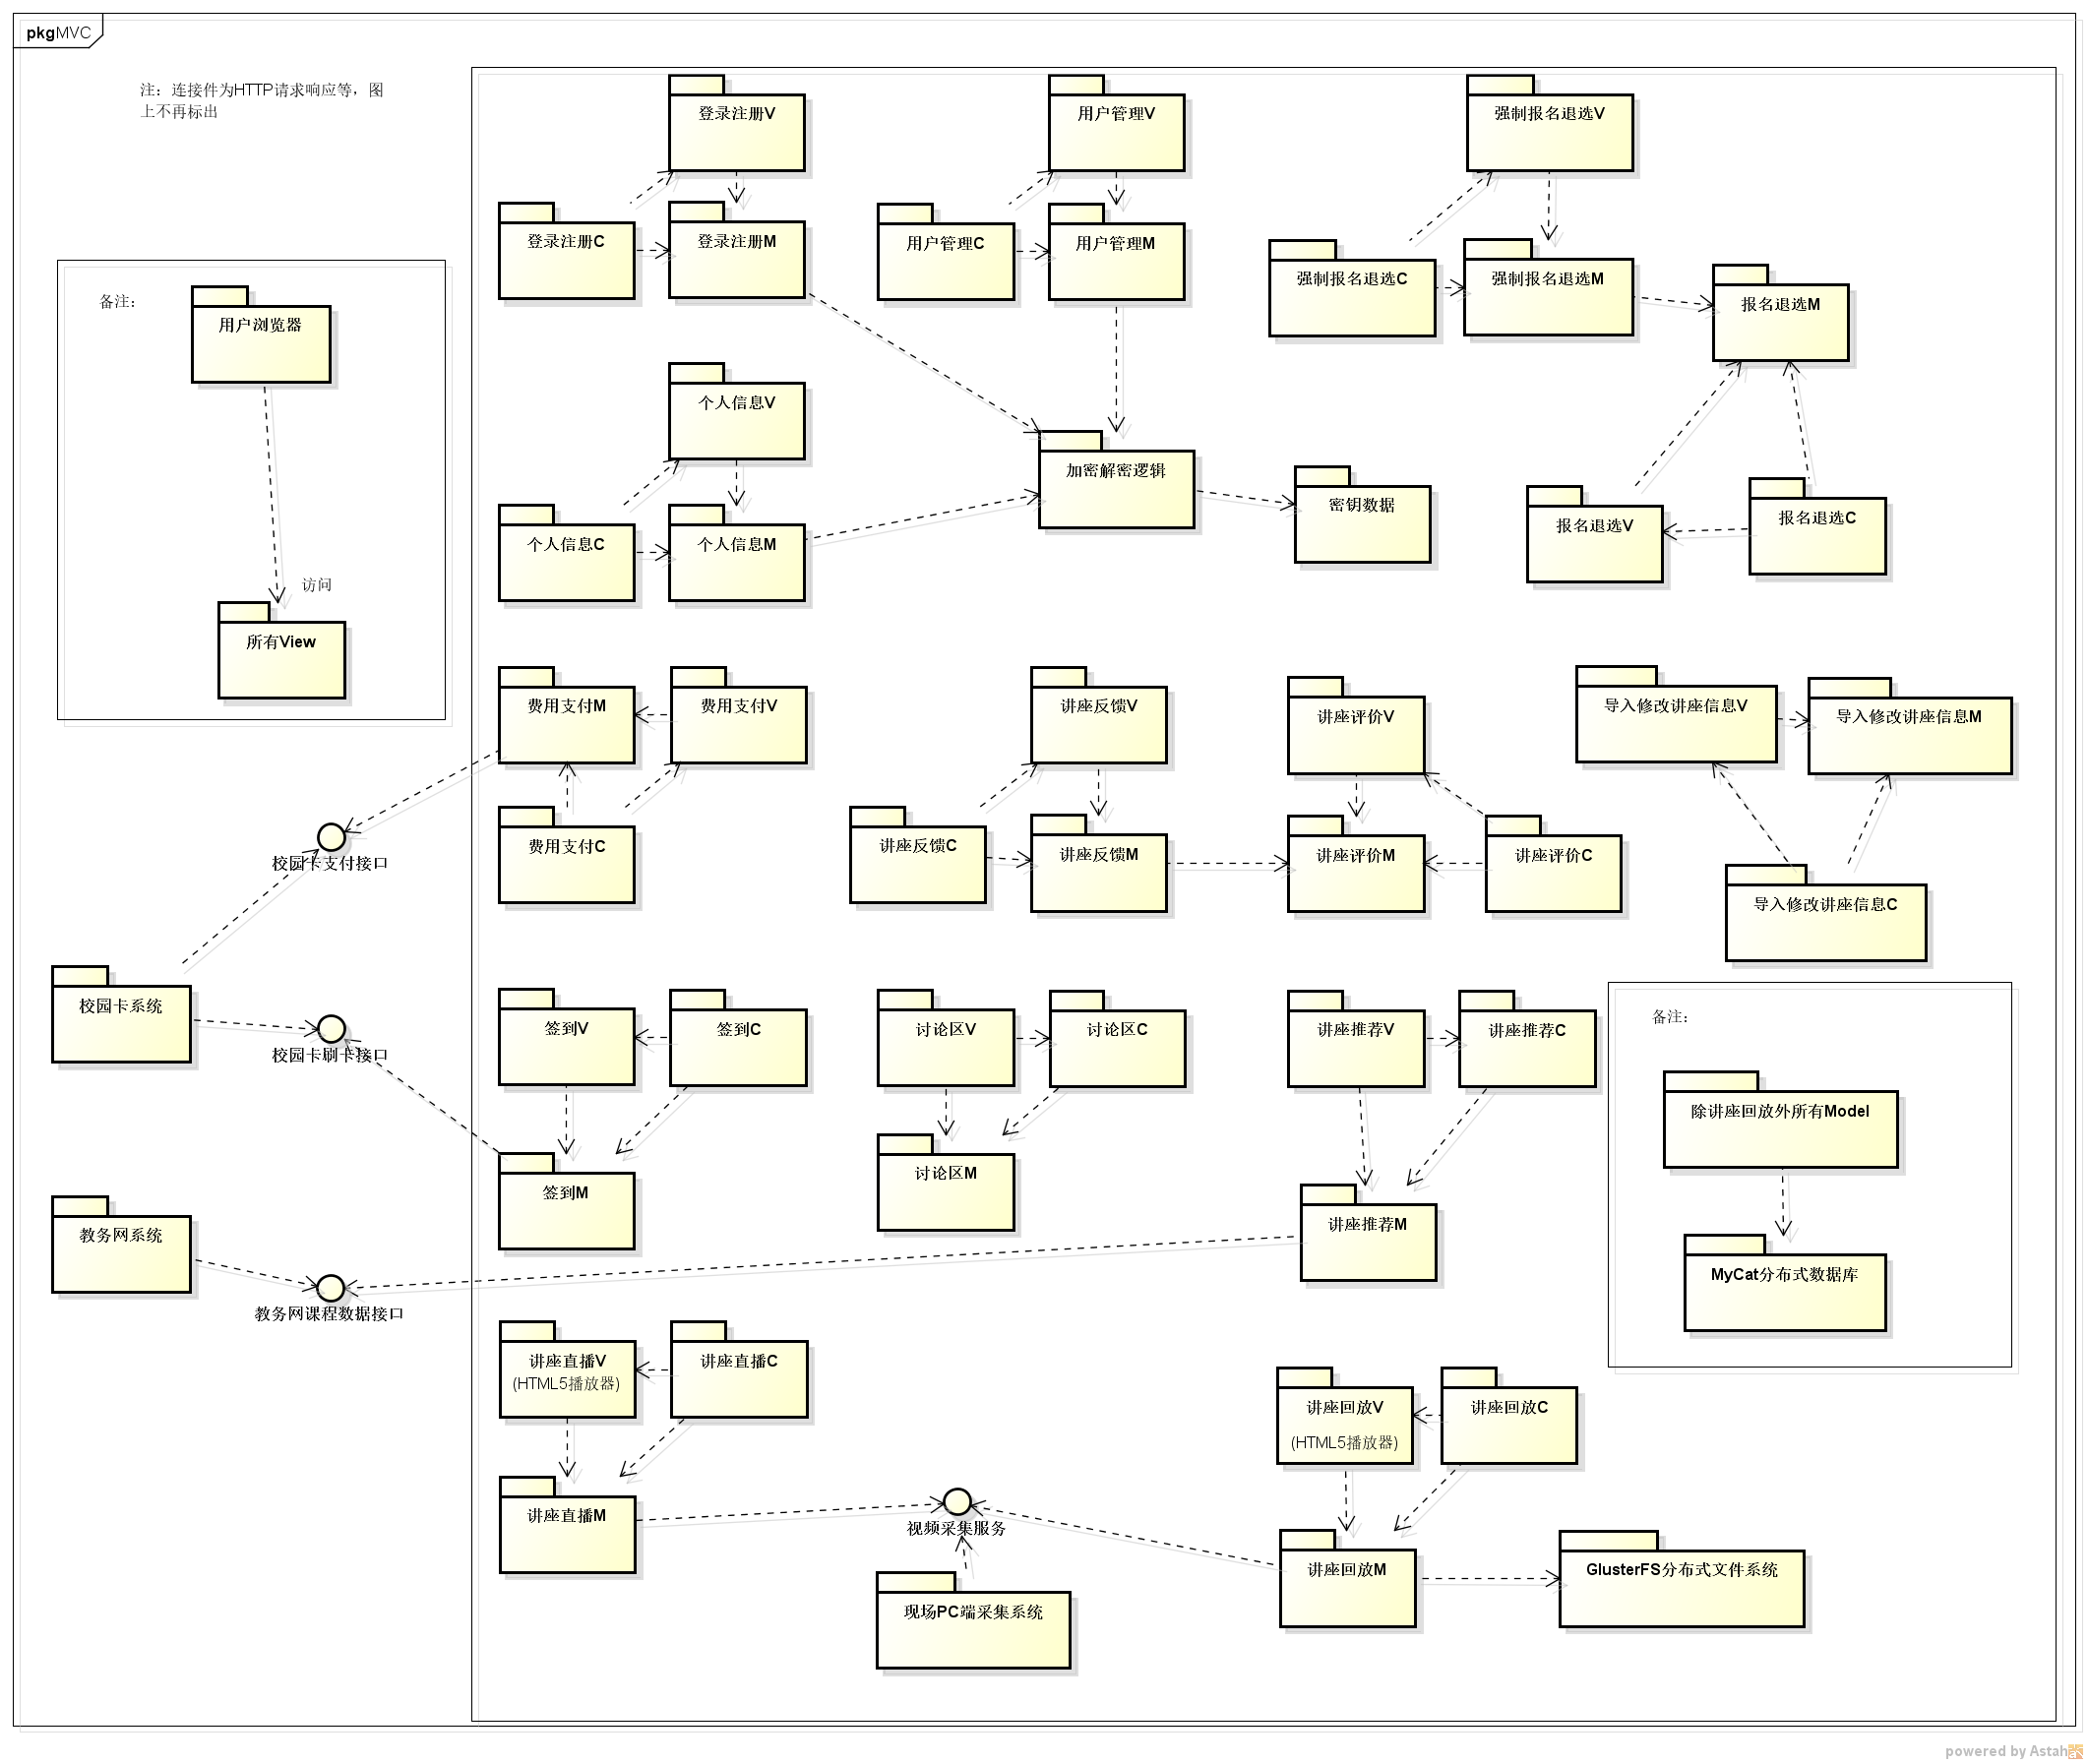 pkgMVC
注：连接件为HTTP请求响应等，图
上不再标出
登录注册V
用户管理V
强制报名退选V
登录注册C
登录注册M
用户管理C
用户管理M
强制报名退选C
强制报名退选M
报名退选M
备注：
用户浏览器
访问
所有View
个人信息V
加密解密逻辑
密钥数据
报名退选V
报名退选C
个人信息C
个人信息M
费用支付M
费用支付V
讲座反馈V
讲座评价V
导入修改讲座信息V
导入修改讲座信息M
校园卡支付接口
费用支付C
讲座反馈C
讲座反馈M
讲座评价M
讲座评价C
导入修改讲座信息C
校园卡系统
校园卡刷卡接口
签到V
签到C
讨论区V
讨论区C
讲座推荐V
讲座推荐C
备注：
除讲座回放外所有Model
签到M
讨论区M
讲座推荐M
MyCat分布式数据库
教务网系统
教务网课程数据接口
讲座直播V
(HTML5播放器)
讲座直播C
讲座回放V
(HTML5播放器)
讲座回放C
讲座直播M
视频采集服务
现场PC端采集系统
讲座回放M
GlusterFS分布式文件系统
powered by Astah